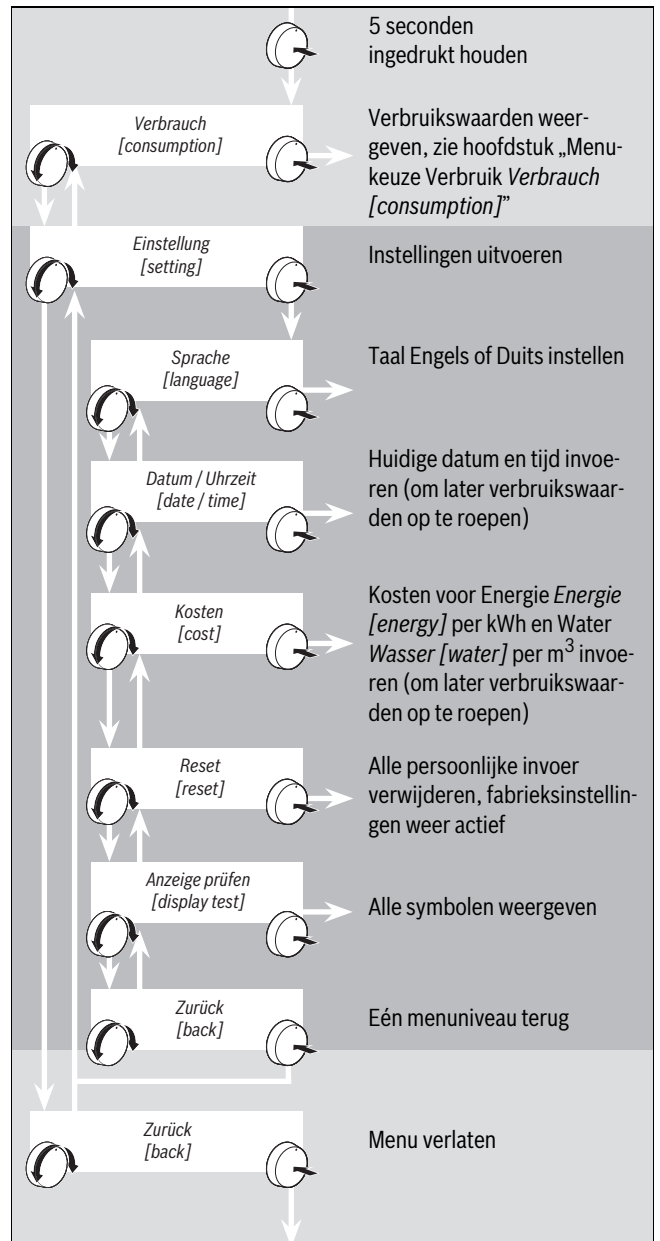 5 seconden
ingedrukt houden
Verbrauch
[consumption]
Verbruikswaarden weer-
geven, zie hoofdstuk „Menu-
keuze Verbruik Verbrauch
[consumption]”
Einstellung
[setting]
Instellingen uitvoeren
Sprache
[language]
Taal Engels of Duits instellen
Datum / Uhrzeit
[date / time]
Huidige datum en tijd invoe-
ren (om later verbruikswaar-
den op te roepen)
Kosten
[cost]
Kosten voor Energie Energie
[energy] per kWh en Water
Wasser [water] per m³ invoe-
ren (om later verbruikswaar-
den op te roepen)
Reset
[reset]
Alle persoonlijke invoer
verwijderen, fabrieksinstellin-
gen weer actief
Anzeige prüfen
[display test]
Alle symbolen weergeven
Zurück
[back]
Eén menuniveau terug
Zurück
[back]
Menu verlaten